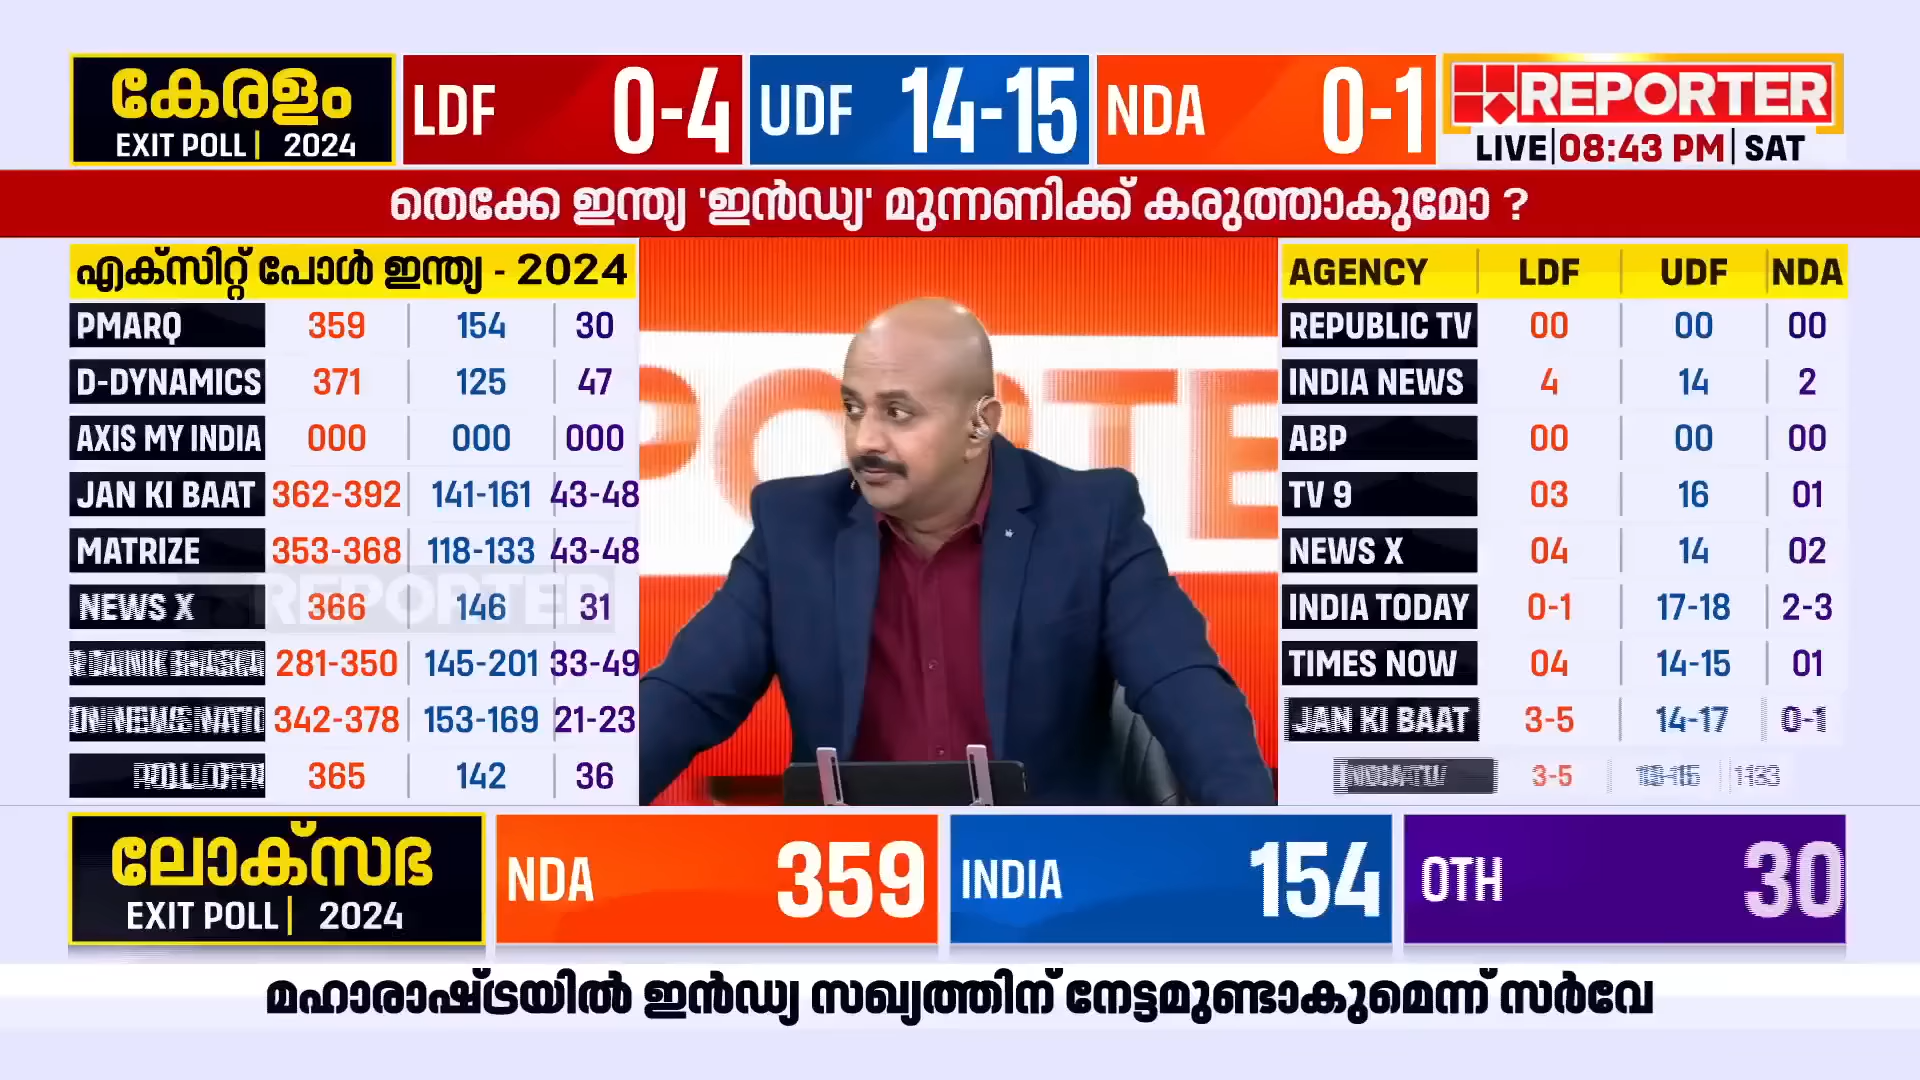 കേരളം
EXIT POLL | 2024
LDF 0-4
UDF 14-15
NDA 0-1
REPORTER
LIVE | 08:43 PM | SAT
തെക്കേ ഇന്ത്യ 'ഇൻഡ്യ' മുന്നണിക്ക് കരുത്താകുമോ ?
എക്സിറ്റ് പോൾ ഇന്ത്യ - 2024
PMARQ 359 154 30
D-DYNAMICS 371 125 47
AXIS MY INDIA 000 000 000
JAN KI BAAT 362-392 141-161 43-48
MATRIZE 353-368 118-133 43-48
NEWS X 366 146 31
281-350 145-201 33-49
342-378 153-169 21-23
365 142 36
REPORTER
AGENCY LDF UDF NDA
REPUBLIC TV 00 00 00
INDIA NEWS 4 14 2
ABP 00 00 00
TV 9 03 16 01
NEWS X 04 14 02
INDIA TODAY 0-1 17-18 2-3
TIMES NOW 04 14-15 01
JAN KI BAAT 3-5 14-17 0-1
3-5
ലോക്സഭ
EXIT POLL | 2024
NDA 359
INDIA 154
OTH 30
മഹാരാഷ്ട്രയിൽ ഇൻഡ്യ സഖ്യത്തിന് നേട്ടമുണ്ടാകുമെന്ന് സർവേ